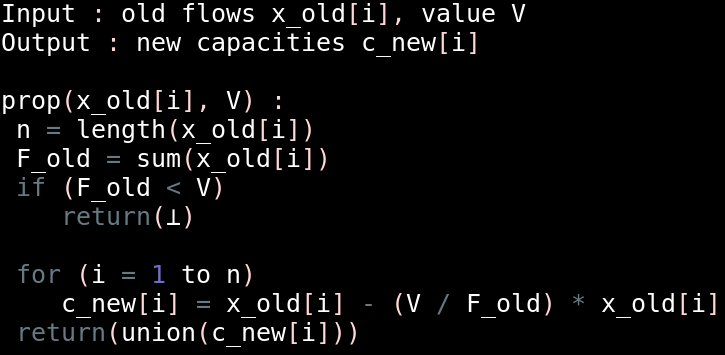 Input : old flows x_old[i], value V
Output : new capacities c_new[i]

prop(x_old[i], V) :
 n = length(x_old[i])
 F_old = sum(x_old[i])
 if (F_old < V)
    return(⊥)

 for (i = 1 to n)
    c_new[i] = x_old[i] - (V / F_old) * x_old[i]
 return(union(c_new[i]))